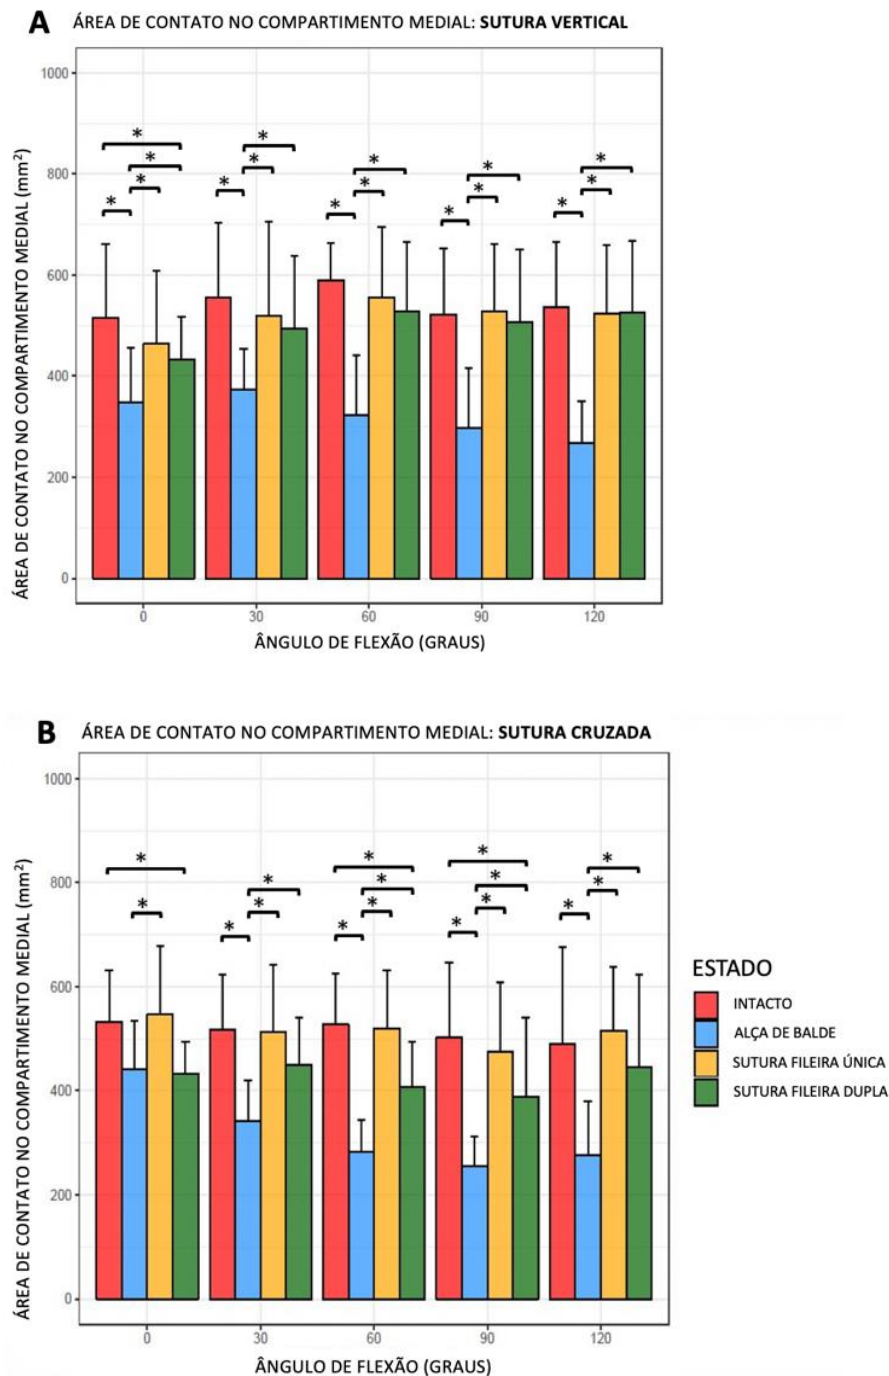 A ÁREA DE CONTATO NO COMPARTIMENTO MEDIAL: SUTURA VERTICAL
ÁREA DE CONTATO NO COMPARTIMENTO MEDIAL (mm²)
1000
800
600
400
200
0
* * * *
* * *
* * *
* * *
* * *
0 30 60 90 120
ÂNGULO DE FLEXÃO (GRAUS)
B ÁREA DE CONTATO NO COMPARTIMENTO MEDIAL: SUTURA CRUZADA
ÁREA DE CONTATO NO COMPARTIMENTO MEDIAL (mm²)
1000
800
600
400
200
0
* *
* * *
* * * *
* * * *
* * *
0 30 60 90 120
ÂNGULO DE FLEXÃO (GRAUS)
ESTADO
INTACTO
ALÇA DE BALDE
SUTURA FILEIRA ÚNICA
SUTURA FILEIRA DUPLA